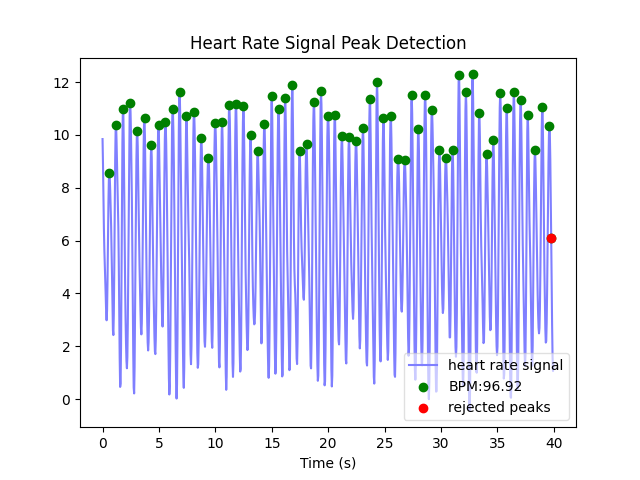 Heart Rate Signal Peak Detection
12
10
8
6
4
2
0
heart rate signal
BPM:96.92
rejected peaks
0 5 10 15 20 25 30 35 40
Time (s)